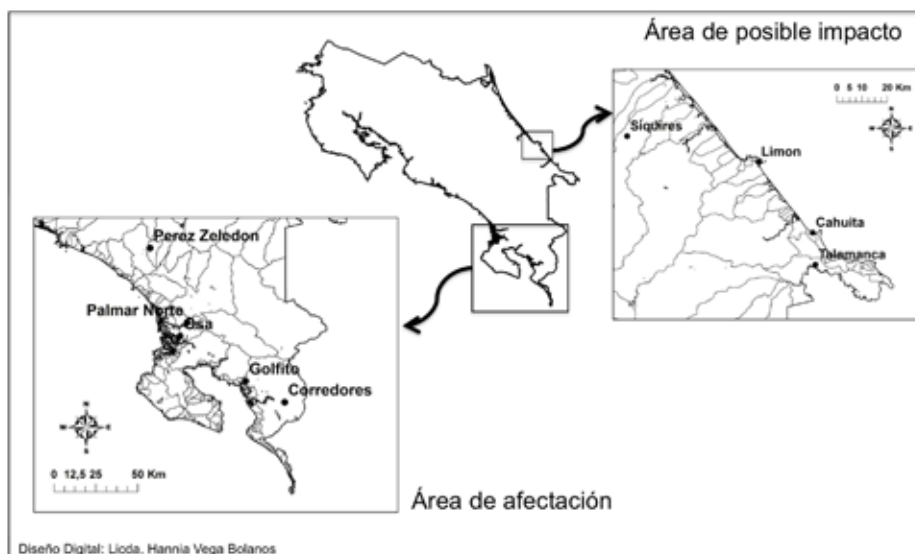 Área de posible impacto
0 5 10 20 Km
N
W E
S
Siquires
Limon
Cahuita
Talamanca
Perez Zeledon
Palmar Norte
Osa
Golfito
Corredores
N
W E
S
0 12,5 25 50 Km
Área de afectación
Diseño Digital: Licda. Hannia Vega Bolanos